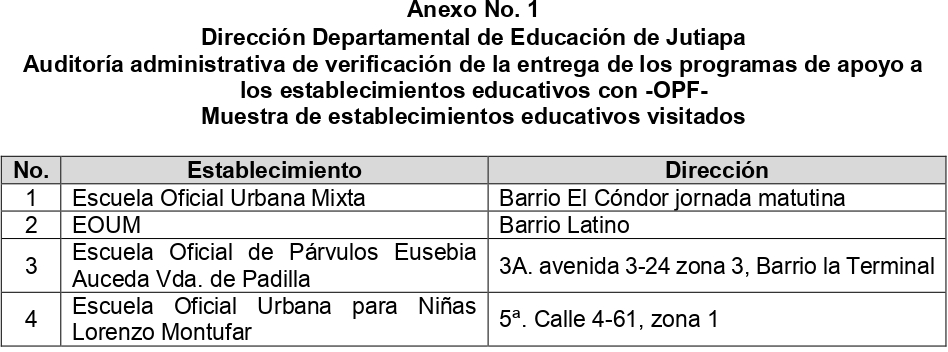 Anexo No. 1
Dirección Departamental de Educación de Jutiapa
Auditoría administrativa de verificación de la entrega de los programas de apoyo a
los establecimientos educativos con -OPF-
Muestra de establecimientos educativos visitados
No. Establecimiento Dirección
1 Escuela Oficial Urbana Mixta Barrio El Cóndor jornada matutina
2 EOUM Barrio Latino
3 Escuela Oficial de Párvulos Eusebia
Auceda Vda. de Padilla 3A. avenida 3-24 zona 3, Barrio la Terminal
4 Escuela Oficial Urbana para Niñas
Lorenzo Montufar 5ª. Calle 4-61, zona 1